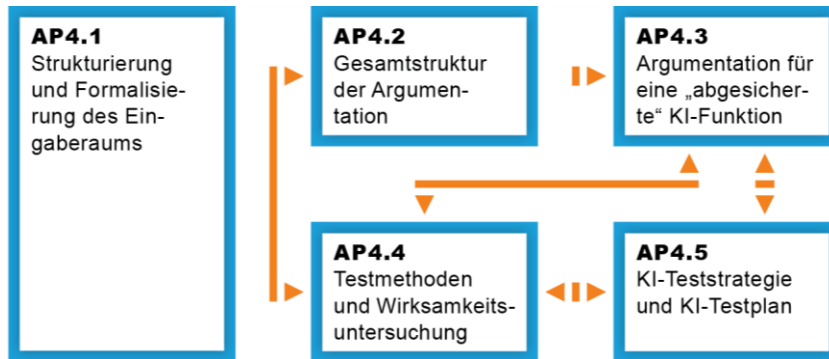 AP4.1
Strukturierung
und Formalisie-
rung des Ein-
gaberaums
AP4.2
Gesamtstruktur
der Argumen-
tation
AP4.3
Argumentation für
eine „abgesicher-
te“ KI-Funktion
AP4.4
Testmethoden
und Wirksamkeits-
untersuchung
AP4.5
KI-Teststrategie
und KI-Testplan